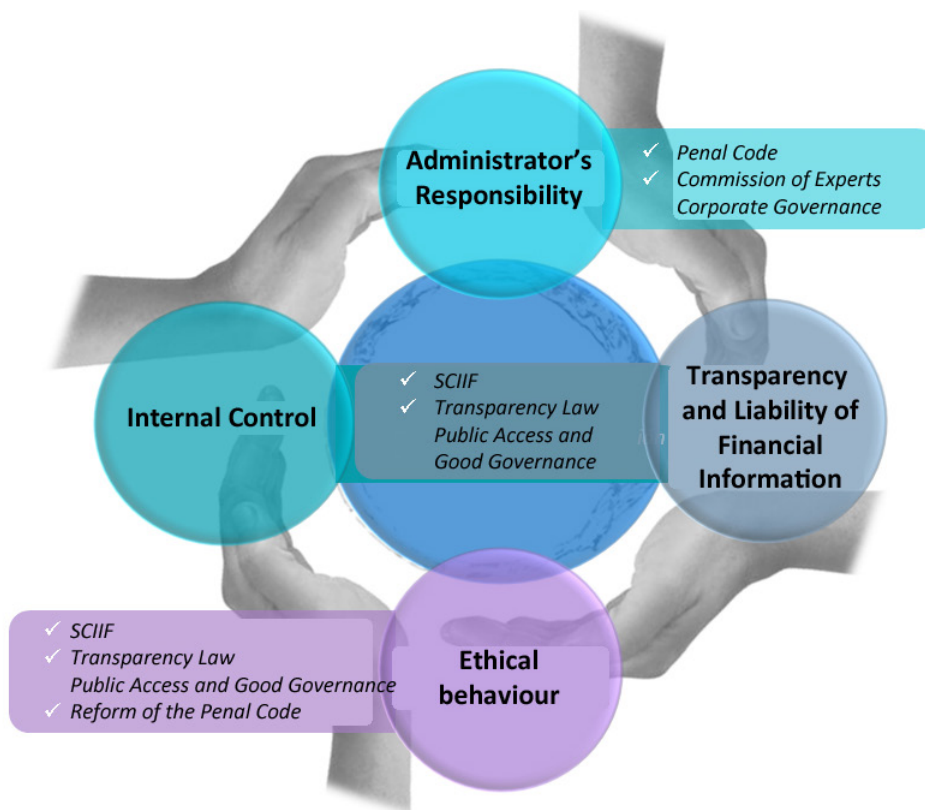 Administrator's
Responsibility
Penal Code
Commission of Experts
Corporate Governance
Internal Control
SCIIF
Transparency Law
Public Access and
Good Governance
Transparency
and Liability of
Financial
Information
SCIIF
Transparency Law
Public Access and Good Governance
Reform of the Penal Code
Ethical
behaviour